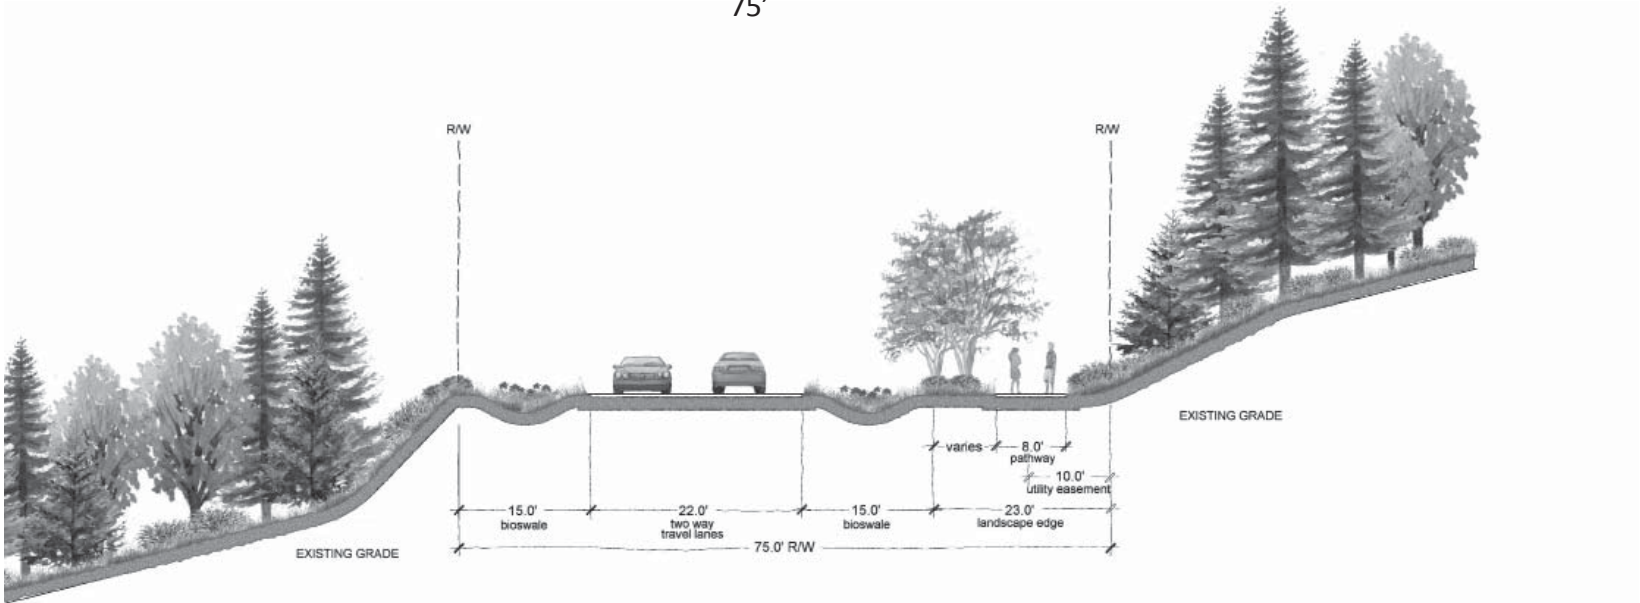 75'
R/W
R/W
EXISTING GRADE
varies
8.0'
pathway
10.0'
utility easement
15.0'
bioswale
22.0'
two way
travel lanes
15.0'
bioswale
23.0'
landscape edge
75.0' R/W
EXISTING GRADE